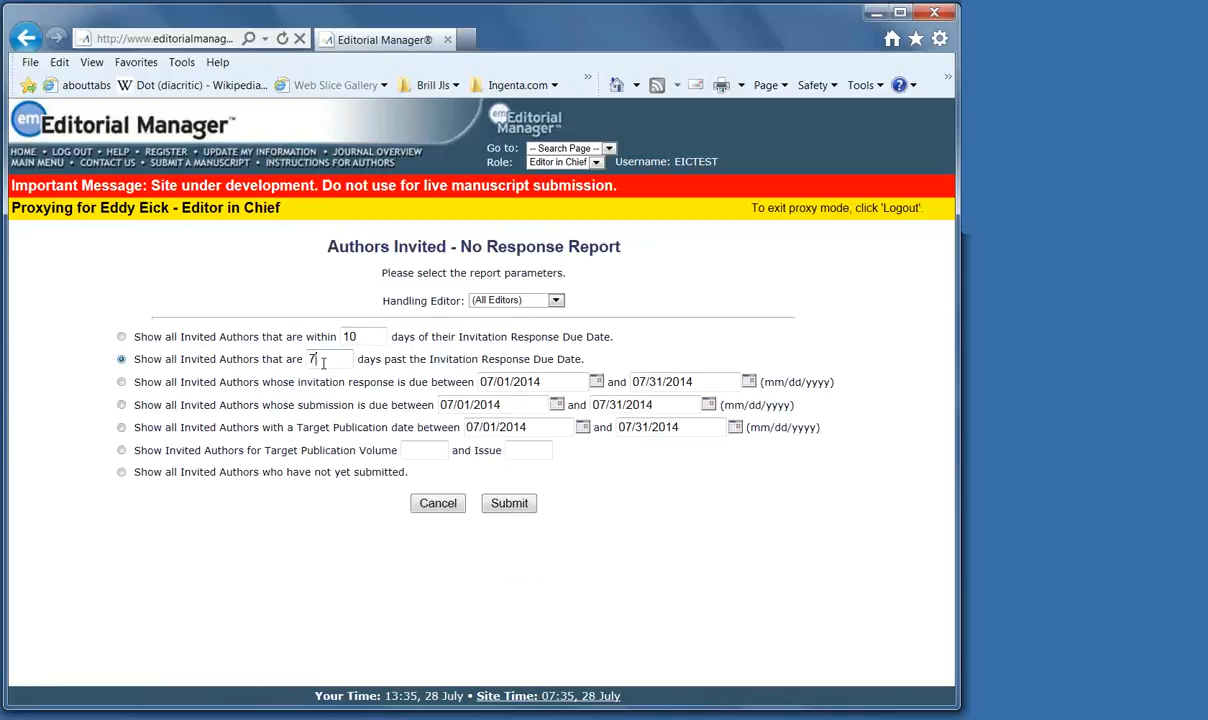 http://www.editorialmanag...
Editorial Manager®
File Edit View Favorites Tools Help
abouttabs Dot (diacritic) - Wikipedia... Web Slice Gallery Brill Jls Ingenta.com Page Safety Tools
em Editorial Manager™
em Editorial Manager™
HOME • LOG OUT • HELP • REGISTER • UPDATE MY INFORMATION • JOURNAL OVERVIEW
MAIN MENU • CONTACT US • SUBMIT A MANUSCRIPT • INSTRUCTIONS FOR AUTHORS
Go to: -- Search Page --
Role: Editor in Chief Username: EICTEST
Important Message: Site under development. Do not use for live manuscript submission.
Proxying for Eddy Eick - Editor in Chief To exit proxy mode, click 'Logout'.
Authors Invited - No Response Report
Please select the report parameters.
Handling Editor: (All Editors)
Show all Invited Authors that are within 10 days of their Invitation Response Due Date.
Show all Invited Authors that are 7 days past the Invitation Response Due Date.
Show all Invited Authors whose invitation response is due between 07/01/2014 and 07/31/2014 (mm/dd/yyyy)
Show all Invited Authors whose submission is due between 07/01/2014 and 07/31/2014 (mm/dd/yyyy)
Show all Invited Authors with a Target Publication date between 07/01/2014 and 07/31/2014 (mm/dd/yyyy)
Show Invited Authors for Target Publication Volume and Issue
Show all Invited Authors who have not yet submitted.
Cancel Submit
Your Time: 13:35, 28 July • Site Time: 07:35, 28 July